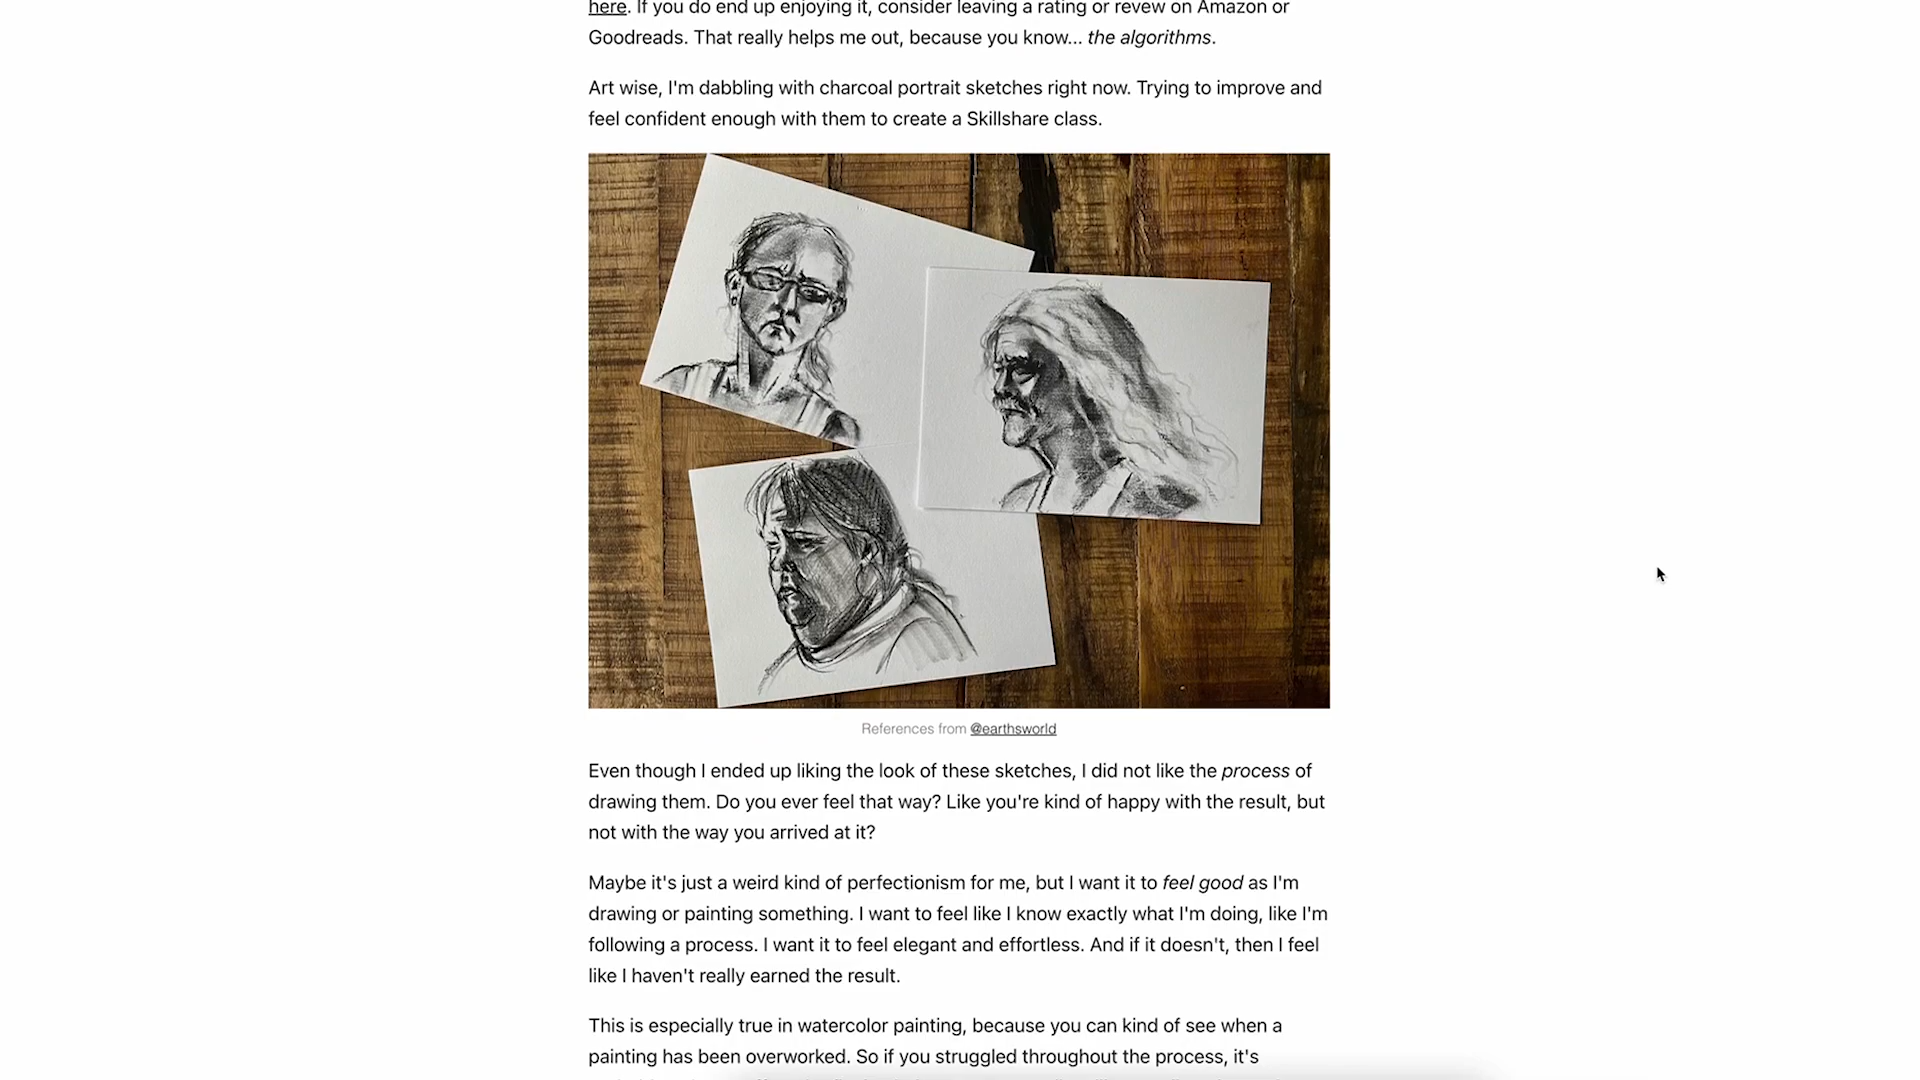 here. If you do end up enjoying it, consider leaving a rating or revew on Amazon or
Goodreads. That really helps me out, because you know... the algorithms.
Art wise, I'm dabbling with charcoal portrait sketches right now. Trying to improve and
feel confident enough with them to create a Skillshare class.
References from @earthsworld
Even though I ended up liking the look of these sketches, I did not like the process of
drawing them. Do you ever feel that way? Like you're kind of happy with the result, but
not with the way you arrived at it?
Maybe it's just a weird kind of perfectionism for me, but I want it to feel good as I'm
drawing or painting something. I want to feel like I know exactly what I'm doing, like I'm
following a process. I want it to feel elegant and effortless. And if it doesn't, then I feel
like I haven't really earned the result.
This is especially true in watercolor painting, because you can kind of see when a
painting has been overworked. So if you struggled throughout the process, it's